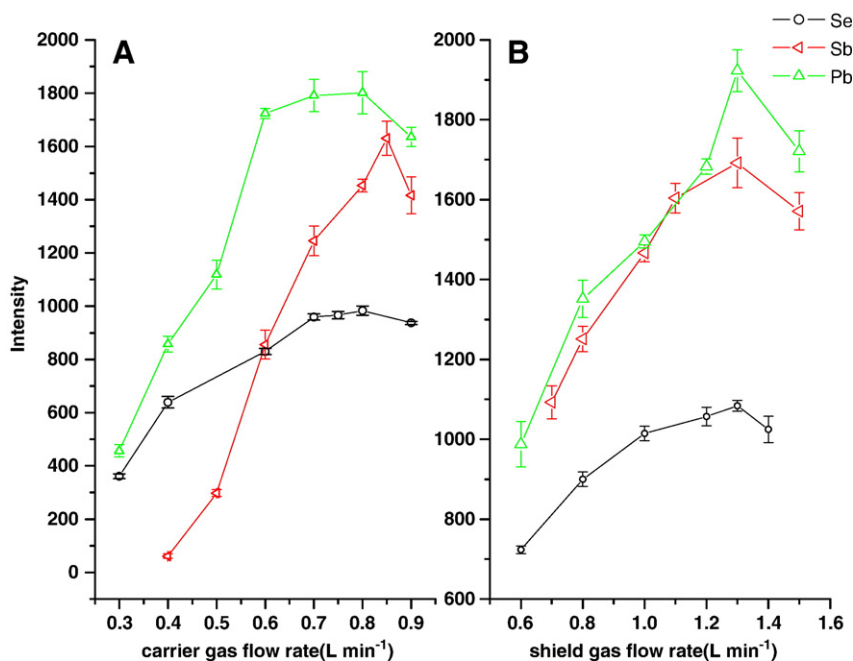 A
B
Se
Sb
Pb
Intensity
2000
1800
1600
1400
1200
1000
800
600
400
200
0
0.3 0.4 0.5 0.6 0.7 0.8 0.9
carrier gas flow rate(L min⁻¹)
2000
1800
1600
1400
1200
1000
800
600
0.6 0.8 1.0 1.2 1.4 1.6
shield gas flow rate(L min⁻¹)